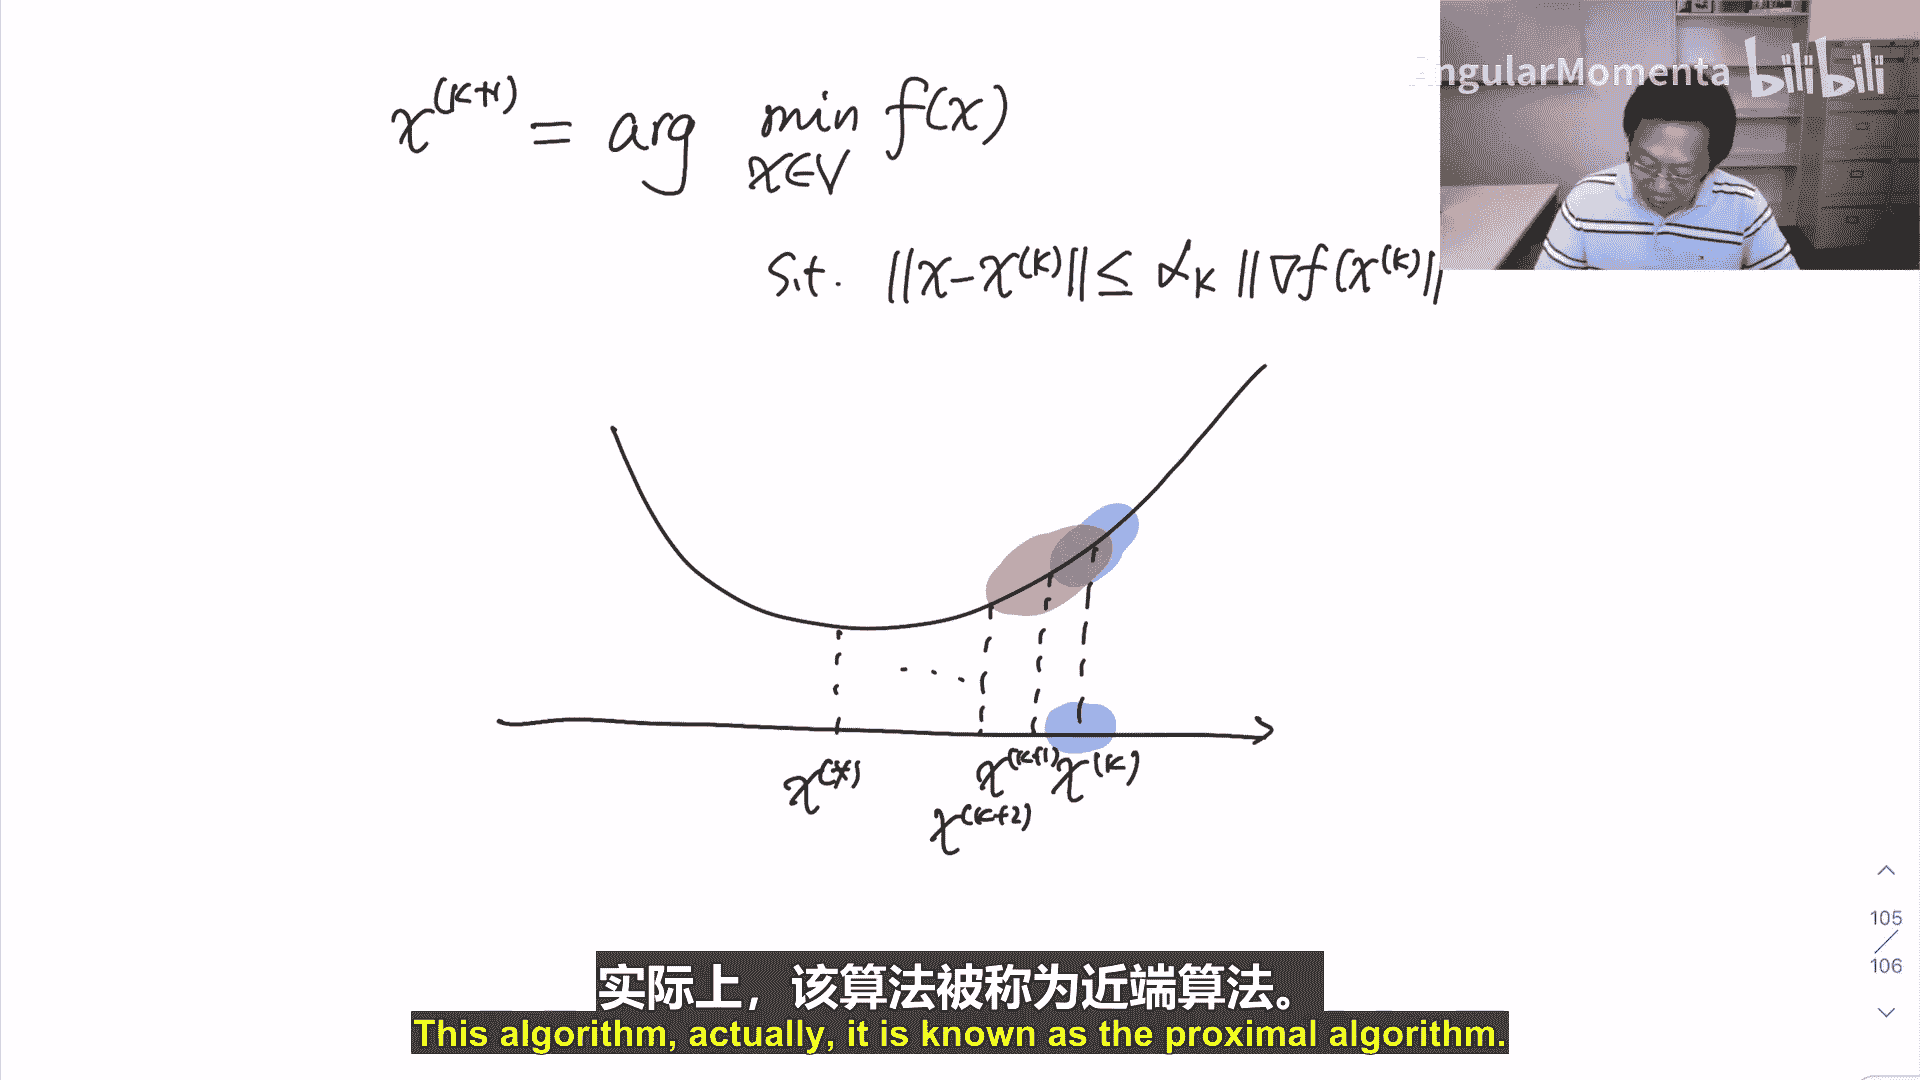 AngularMomenta bilibili
x^{(k+1)} = arg min f(x)
x∈V
s.t. ||x-x^{(k)}|| ≤ α_k ||∇f(x^{(k)}||
x^{(*)} x^{(k+1)} x^{(k)}
x^{(k+2)}
105
106
实际上，该算法被称为近端算法。
This algorithm, actually, it is known as the proximal algorithm.